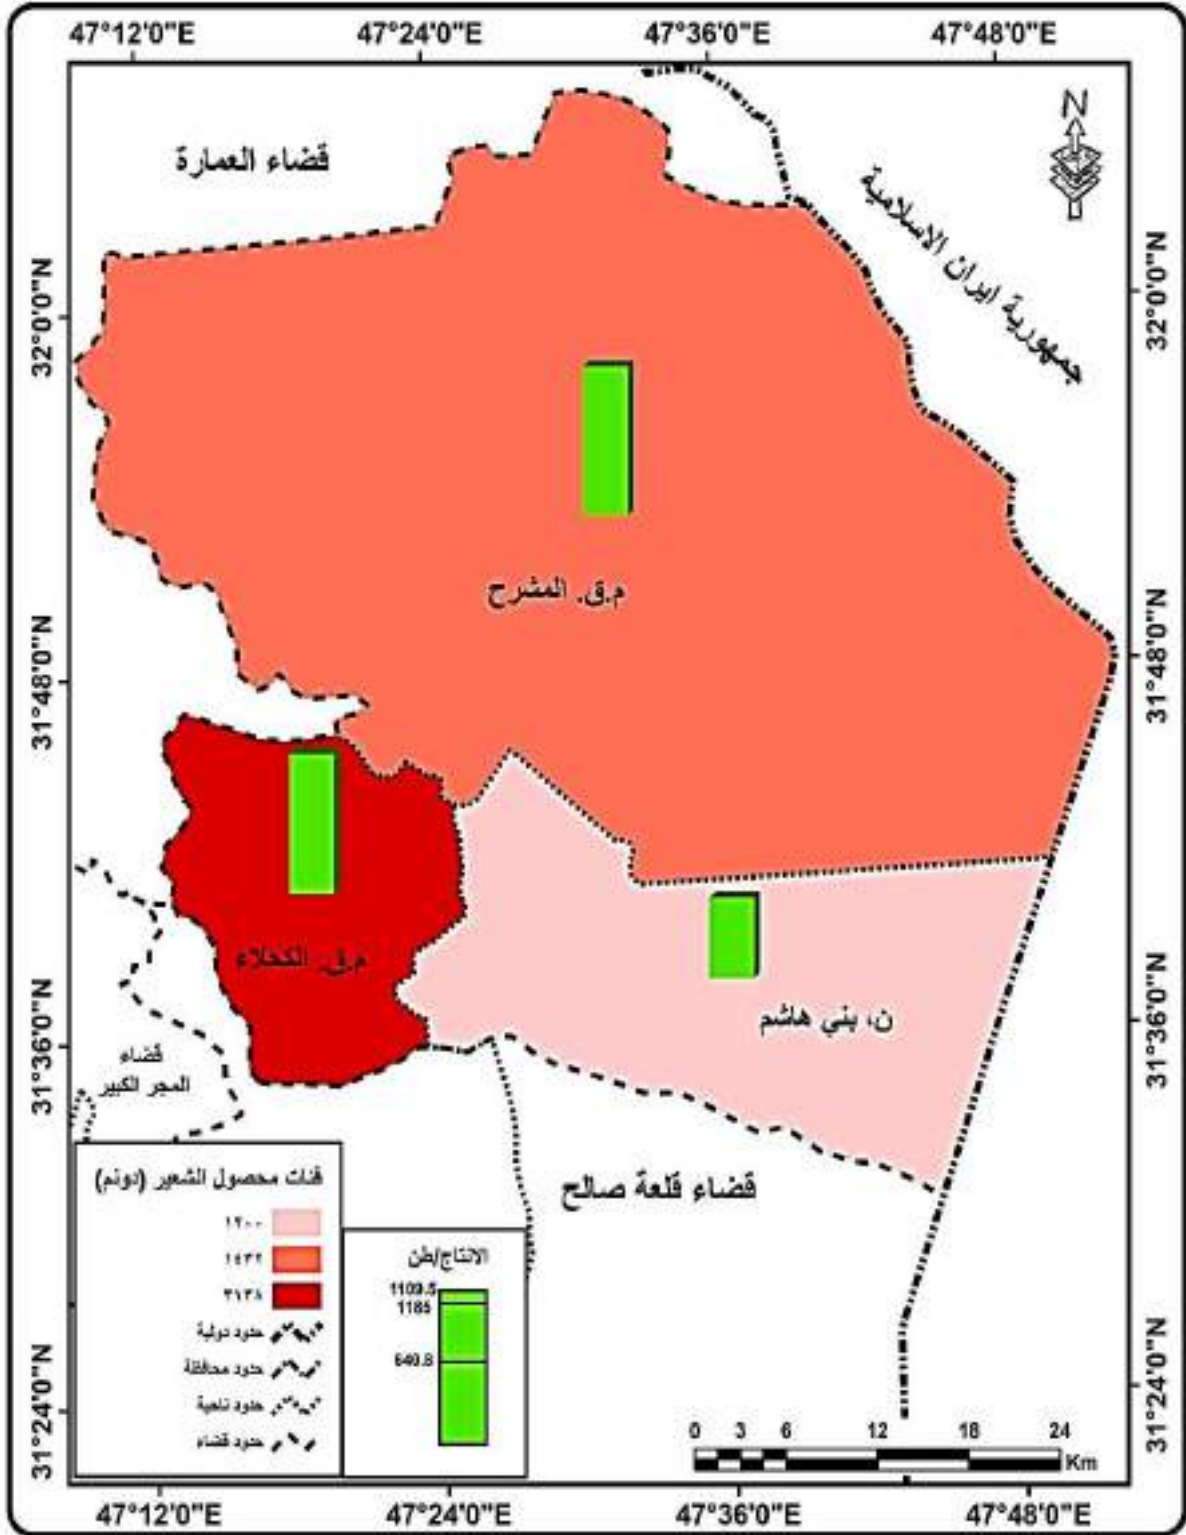 47°12'0"E 47°24'0"E 47°36'0"E 47°48'0"E
N
قضاء العمارة
جمهورية ايران الاسلامية
32°0'0"N
32°0'0"N
م.ق. المشرح
31°48'0"N
31°48'0"N
م.ق. الكحلاء
ن، بني هاشم
31°36'0"N
31°36'0"N
قضاء
المجر الكبير
قضاء قلعة صالح
فئات محصول الشعير (دونم)
١٢٠٠
١٤٣٢
٣١٣٨
حدود دولية
حدود محافظة
حدود ناحية
حدود قضاء
الانتاج/طن
1109.5
1185
640.8
31°24'0"N
31°24'0"N
0 3 6 12 18 24
Km
47°12'0"E 47°24'0"E 47°36'0"E 47°48'0"E